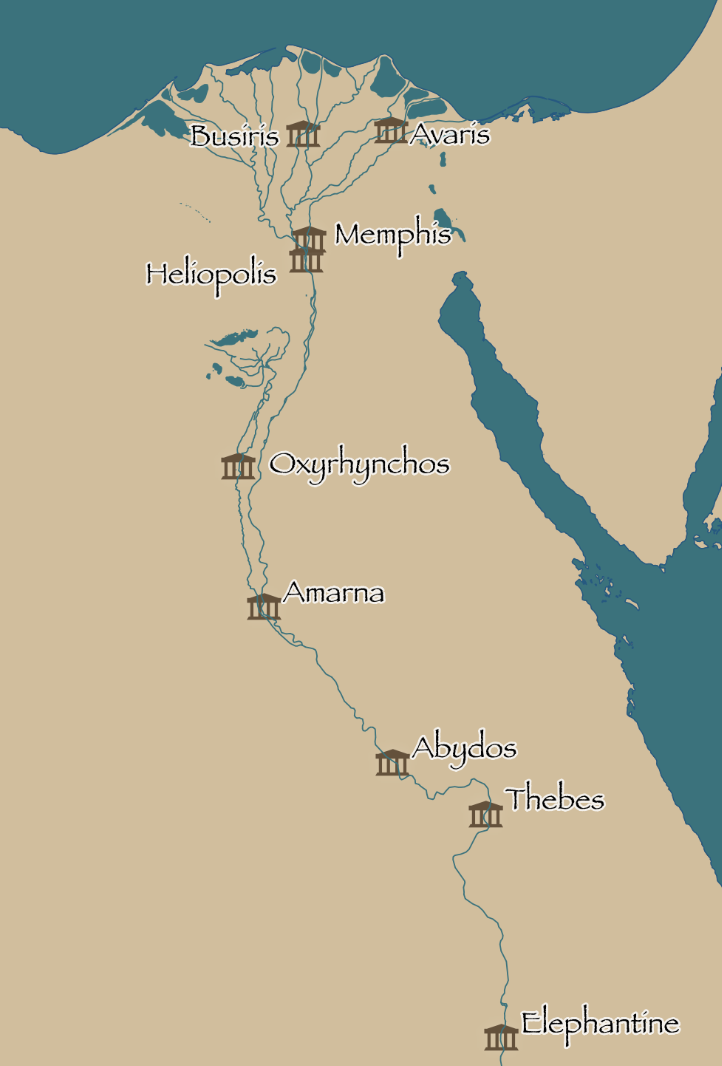 Busiris
Avaris
Memphis
Heliopolis
Oxyrhynchos
Amarna
Abydos
Thebes
Elephantine